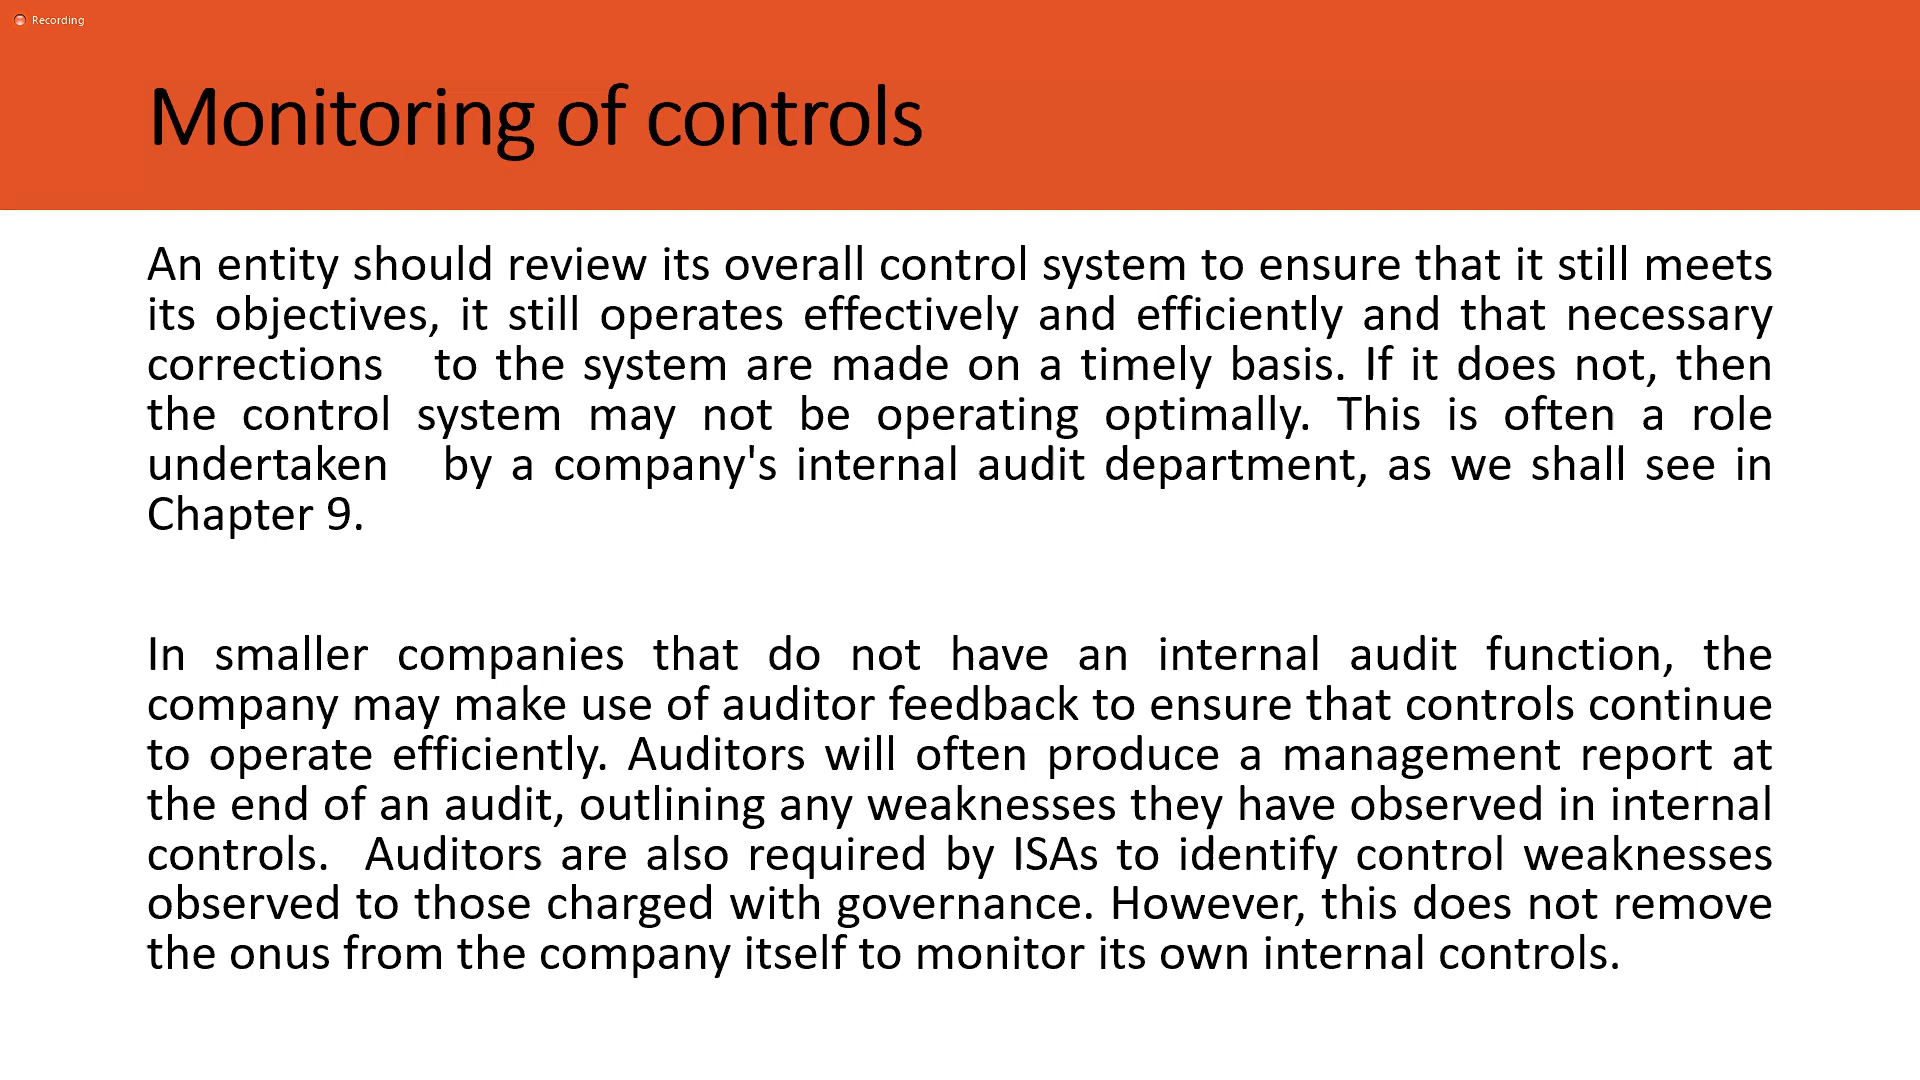 Recording
Monitoring of controls
An entity should review its overall control system to ensure that it still meets
its objectives, it still operates effectively and efficiently and that necessary
corrections to the system are made on a timely basis. If it does not, then
the control system may not be operating optimally. This is often a role
undertaken by a company's internal audit department, as we shall see in
Chapter 9.
In smaller companies that do not have an internal audit function, the
company may make use of auditor feedback to ensure that controls continue
to operate efficiently. Auditors will often produce a management report at
the end of an audit, outlining any weaknesses they have observed in internal
controls. Auditors are also required by ISAs to identify control weaknesses
observed to those charged with governance. However, this does not remove
the onus from the company itself to monitor its own internal controls.